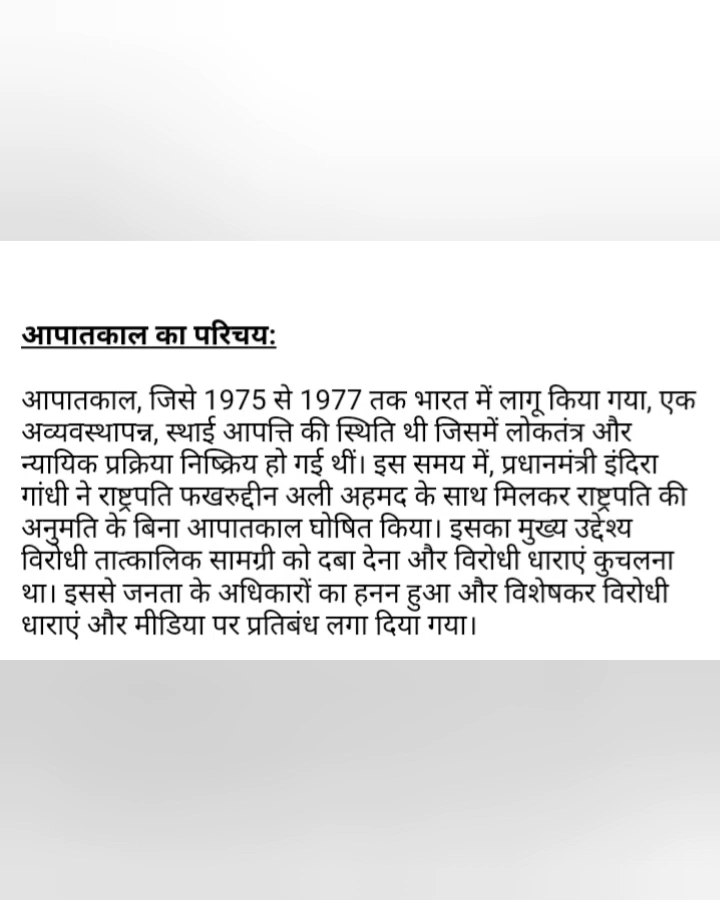 आपातकाल का परिचय:
आपातकाल, जिसे 1975 से 1977 तक भारत में लागू किया गया, एक
अव्यवस्थापन्न, स्थाई आपत्ति की स्थिति थी जिसमें लोकतंत्र और
न्यायिक प्रक्रिया निष्क्रिय हो गई थीं। इस समय में, प्रधानमंत्री इंदिरा
गांधी ने राष्ट्रपति फखरुद्दीन अली अहमद के साथ मिलकर राष्ट्रपति की
अनुमति के बिना आपातकाल घोषित किया। इसका मुख्य उद्देश्य
विरोधी तात्कालिक सामग्री को दबा देना और विरोधी धाराएं कुचलना
था। इससे जनता के अधिकारों का हनन हुआ और विशेषकर विरोधी
धाराएं और मीडिया पर प्रतिबंध लगा दिया गया।